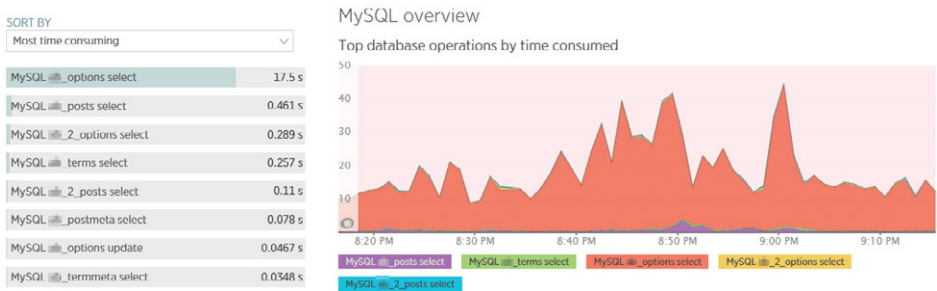 SORT BY
Most time consuming
MySQL _options select 17.5 s
MySQL _posts select 0.461 s
MySQL _2_options select 0.289 s
MySQL _terms select 0.257 s
MySQL _2_posts select 0.11 s
MySQL _postmeta select 0.078 s
MySQL _options update 0.0467 s
MySQL _termmeta select 0.0348 s
MySQL overview
Top database operations by time consumed
50
40
30
20
10
8:20 PM 8:30 PM 8:40 PM 8:50 PM 9:00 PM 9:10 PM
MySQL _posts select MySQL _terms select MySQL _options select MySQL _2_options select
MySQL _2_posts select